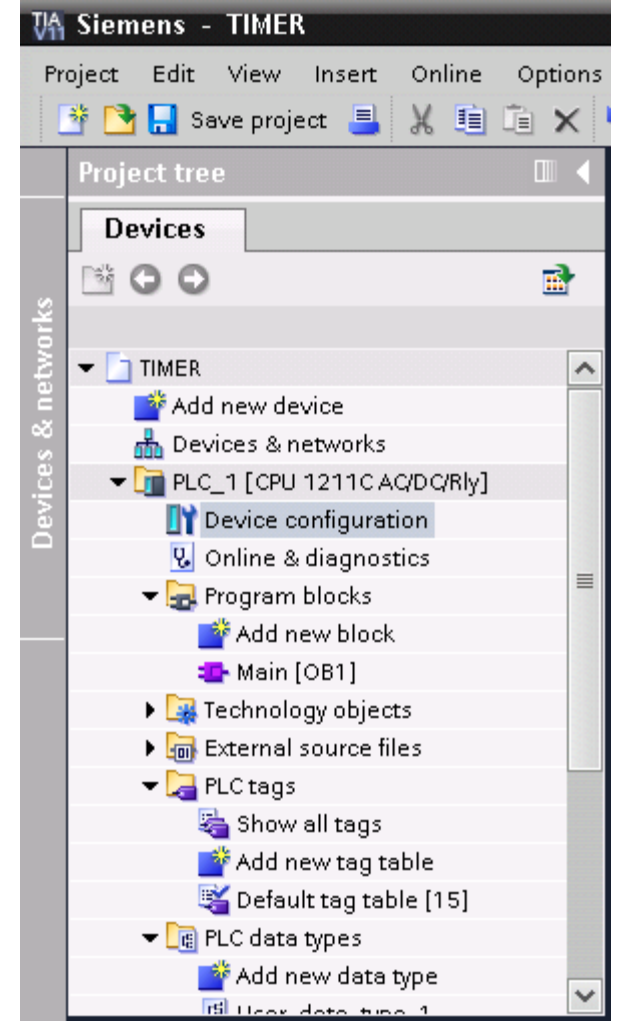 TIA V11 Siemens - TIMER
Project Edit View Insert Online Options
Save project
Project tree
Devices
Devices & networks
TIMER
Add new device
Devices & networks
PLC_1 [CPU 1211C AC/DC/Rly]
Device configuration
Online & diagnostics
Program blocks
Add new block
Main [OB1]
Technology objects
External source files
PLC tags
Show all tags
Add new tag table
Default tag table [15]
PLC data types
Add new data type
User_data_type_1